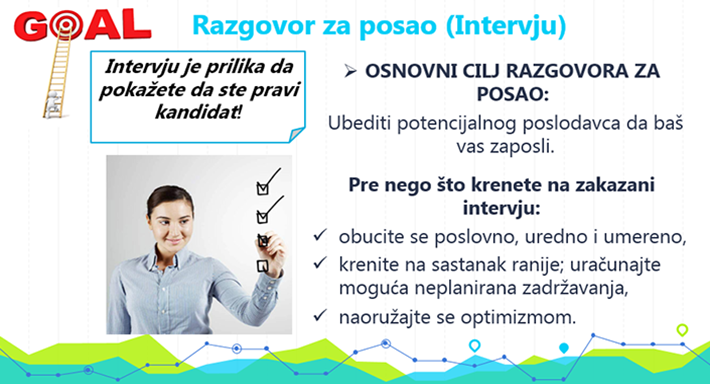 GOAL
Razgovor za posao (Intervju)
Intervju je prilika da
pokažete da ste pravi
kandidat!
OSNOVNI CILJ RAZGOVORA ZA
POSAO:
Ubediti potencijalnog poslodavca da baš
vas zaposli.
Pre nego što krenete na zakazani
intervju:
obucite se poslovno, uredno i umereno,
krenite na sastanak ranije; uračunajte
moguća neplanirana zadržavanja,
naoružajte se optimizmom.